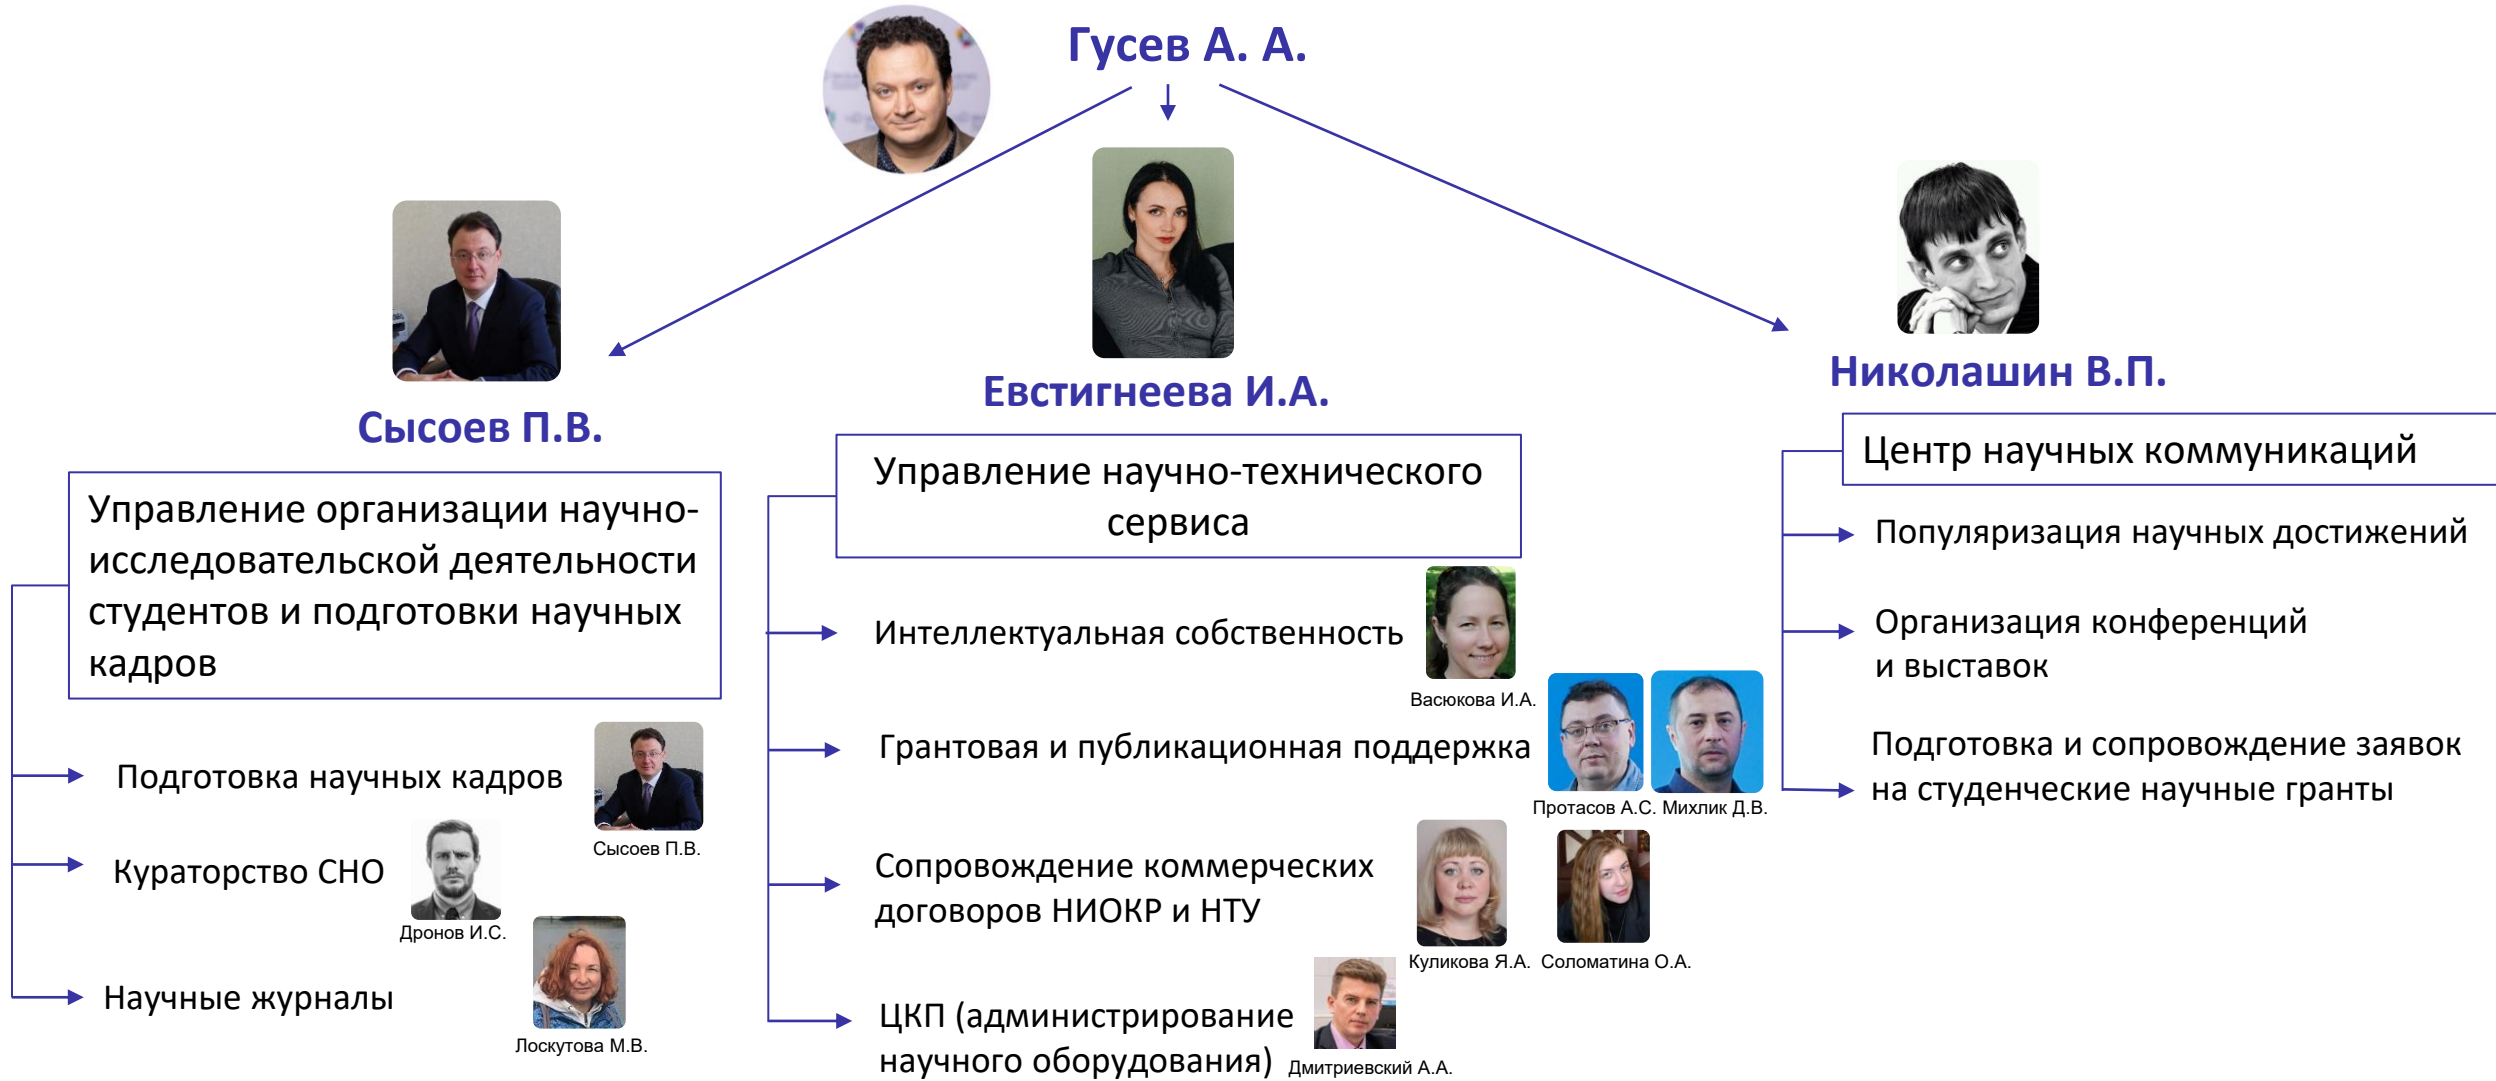 Гусев А. А.
Сысоев П.В.
Управление организации научно-
исследовательской деятельности
студентов и подготовки научных
кадров
Подготовка научных кадров
Сысоев П.В.
Кураторство СНО
Дронов И.С.
Научные журналы
Лоскутова М.В.
Евстигнеева И.А.
Управление научно-технического
сервиса
Интеллектуальная собственность
Васюкова И.А.
Грантовая и публикационная поддержка
Протасов А.С. Михлик Д.В.
Сопровождение коммерческих
договоров НИОКР и НТУ
Куликова Я.А. Соломатина О.А.
ЦКП (администрирование
научного оборудования)
Дмитриевский А.А.
Николашин В.П.
Центр научных коммуникаций
Популяризация научных достижений
Организация конференций
и выставок
Подготовка и сопровождение заявок
на студенческие научные гранты